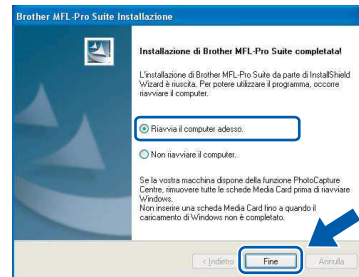 Brother MFL-Pro Suite Installazione
Installazione di Brother MFL-Pro Suite completata!
L'installazione di Brother MFL-Pro Suite da parte di InstallShield
Wizard è riuscita. Per potere utilizzare il programma, occorre
riavviare il computer.
Riavvia il computer adesso.
Non riavviare il computer.
Se la vostra macchina dispone della funzione PhotoCapture
Centre, rimuovere tutte le schede Media Card prima di riavviare
Windows.
Non inserire una scheda Media Card fino a quando il
caricamento di Windows non è completato.
< Indietro Fine Annulla